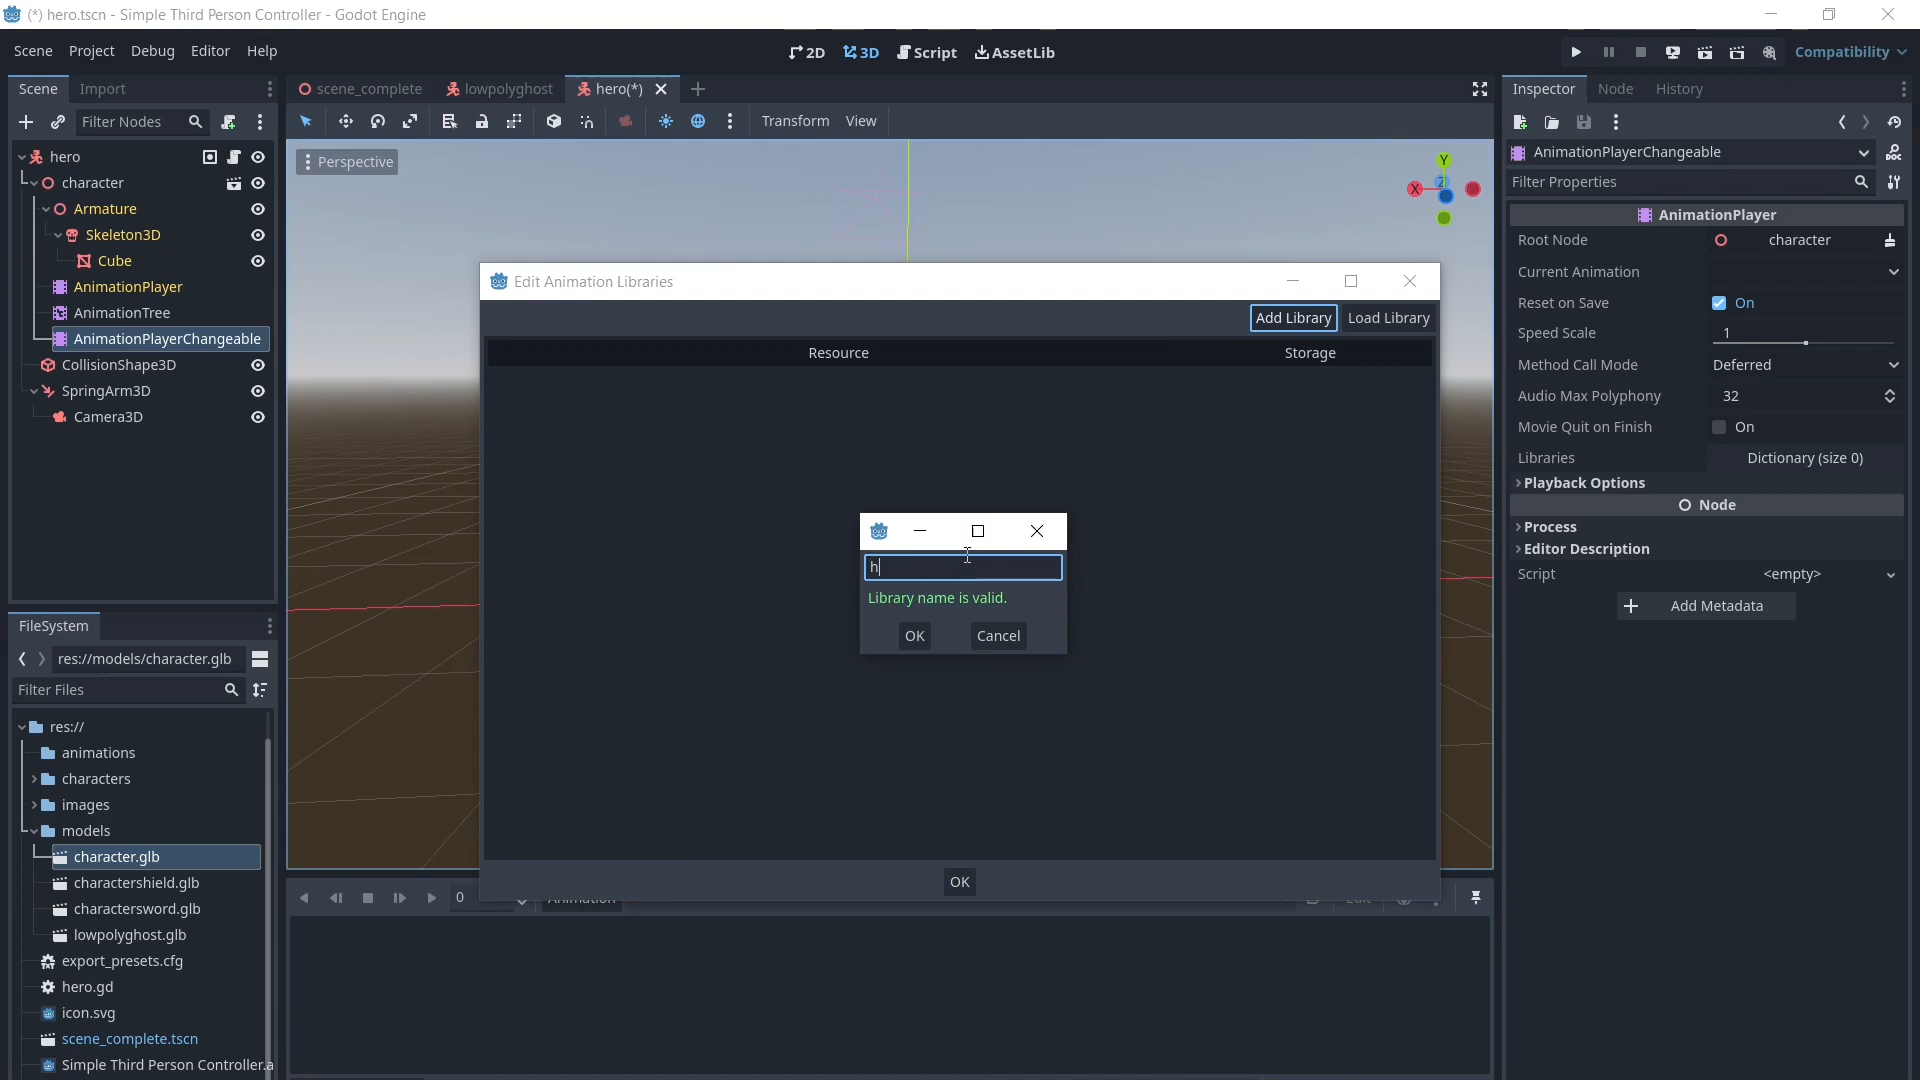 (*) hero.tscn - Simple Third Person Controller - Godot Engine
Scene Project Debug Editor Help
2D 3D Script AssetLib
Compatibility
Scene Import
Filter Nodes
hero
character
Armature
Skeleton3D
Cube
AnimationPlayer
AnimationTree
AnimationPlayerChangeable
CollisionShape3D
SpringArm3D
Camera3D
FileSystem
res://models/character.glb
Filter Files
res://
animations
characters
images
models
character.glb
charactershield.glb
charactersword.glb
lowpolyghost.glb
export_presets.cfg
hero.gd
icon.svg
scene_complete.tscn
Simple Third Person Controller.a
scene_complete lowpolyghost hero(*)
Transform View
Perspective
Y
X
Z
Edit Animation Libraries
Add Library Load Library
Resource Storage
h
Library name is valid.
OK Cancel
OK
0 Animation Edit
Inspector Node History
AnimationPlayerChangeable
Filter Properties
AnimationPlayer
Root Node character
Current Animation
Reset on Save On
Speed Scale 1
Method Call Mode Deferred
Audio Max Polyphony 32
Movie Quit on Finish On
Libraries Dictionary (size 0)
Playback Options
Node
Process
Editor Description
Script <empty>
Add Metadata